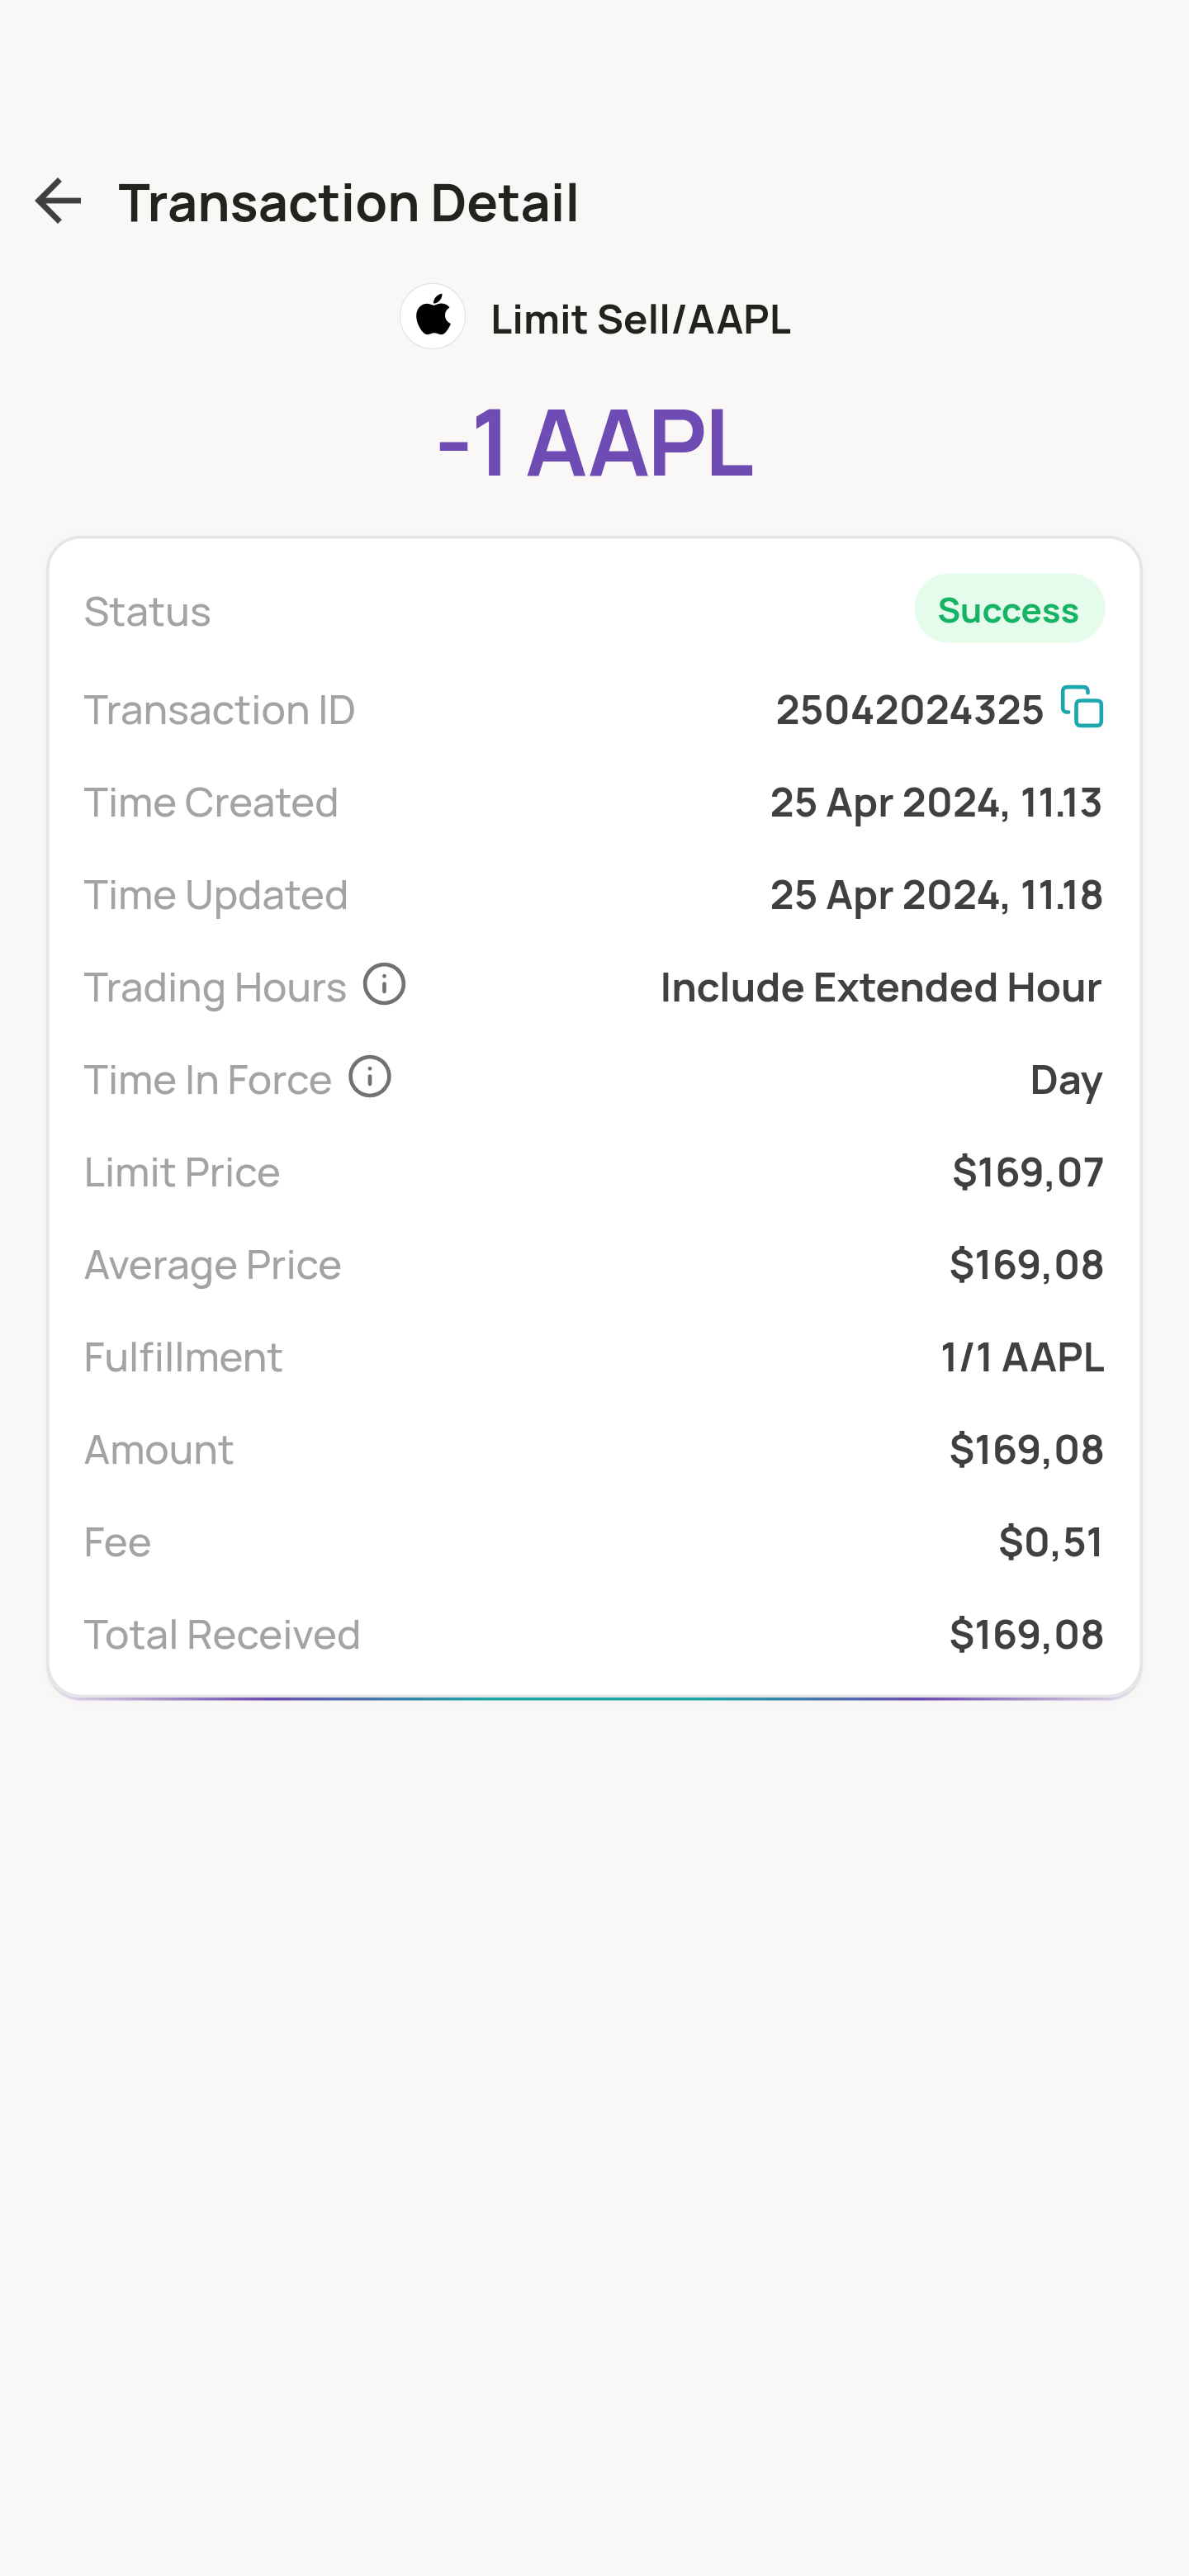 Transaction Detail
Limit Sell/AAPL
-1 AAPL
Status Success
Transaction ID 25042024325
Time Created 25 Apr 2024, 11.13
Time Updated 25 Apr 2024, 11.18
Trading Hours Include Extended Hour
Time In Force Day
Limit Price $169,07
Average Price $169,08
Fulfillment 1/1 AAPL
Amount $169,08
Fee $0,51
Total Received $169,08